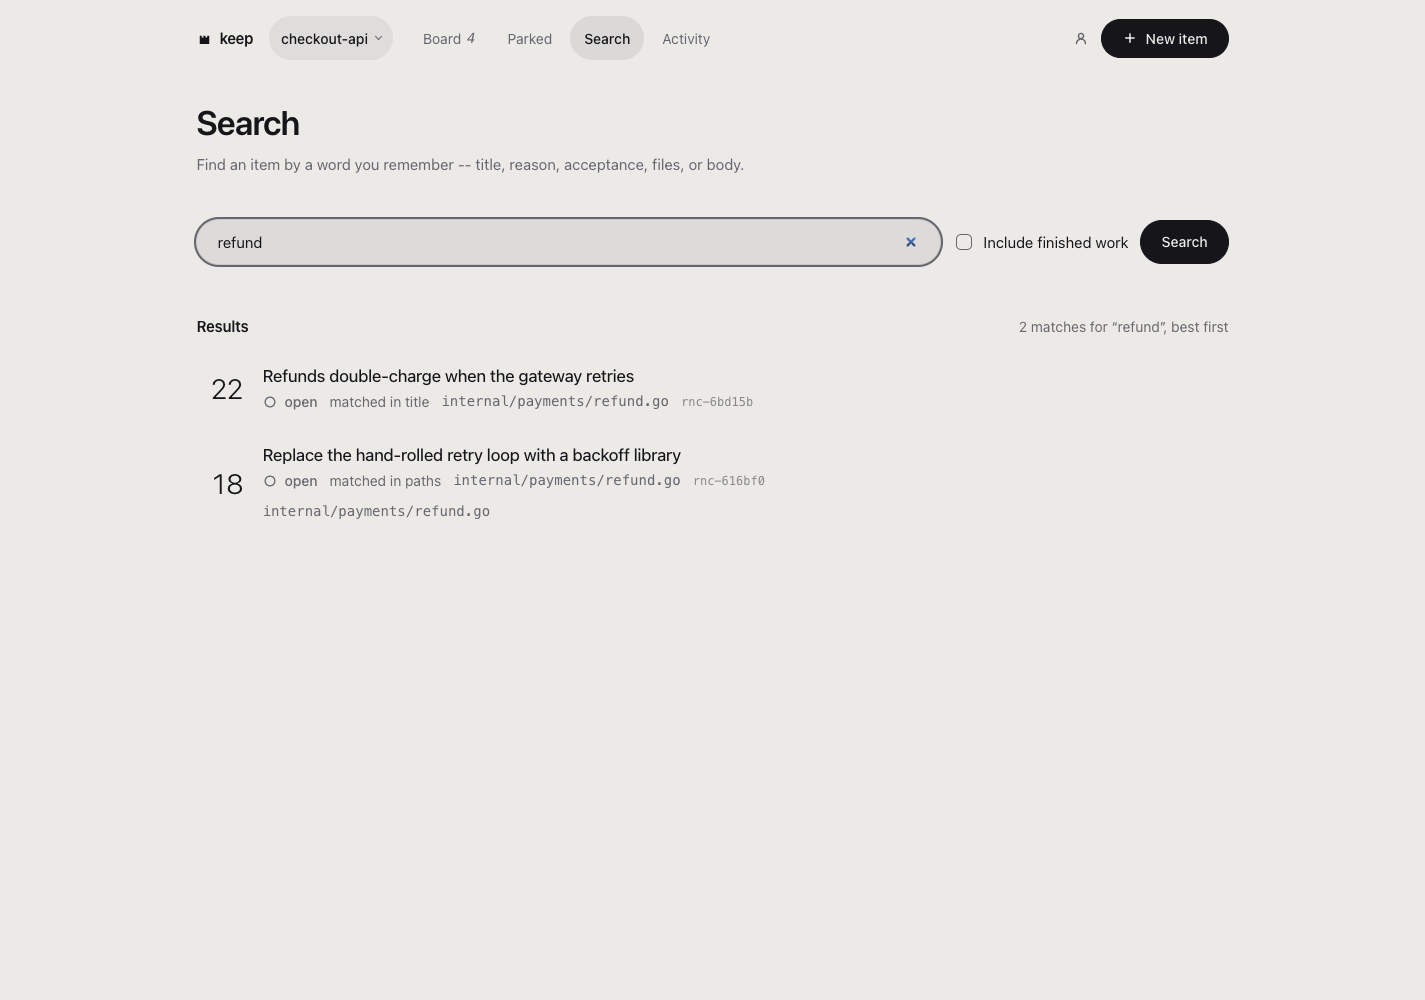 keep checkout-api Board 4 Parked Search Activity + New item
Search
Find an item by a word you remember -- title, reason, acceptance, files, or body.
refund Include finished work Search
Results 2 matches for “refund”, best first
22 Refunds double-charge when the gateway retries
open matched in title internal/payments/refund.go rnc-6bd15b
Replace the hand-rolled retry loop with a backoff library
18 open matched in paths internal/payments/refund.go rnc-616bf0
internal/payments/refund.go